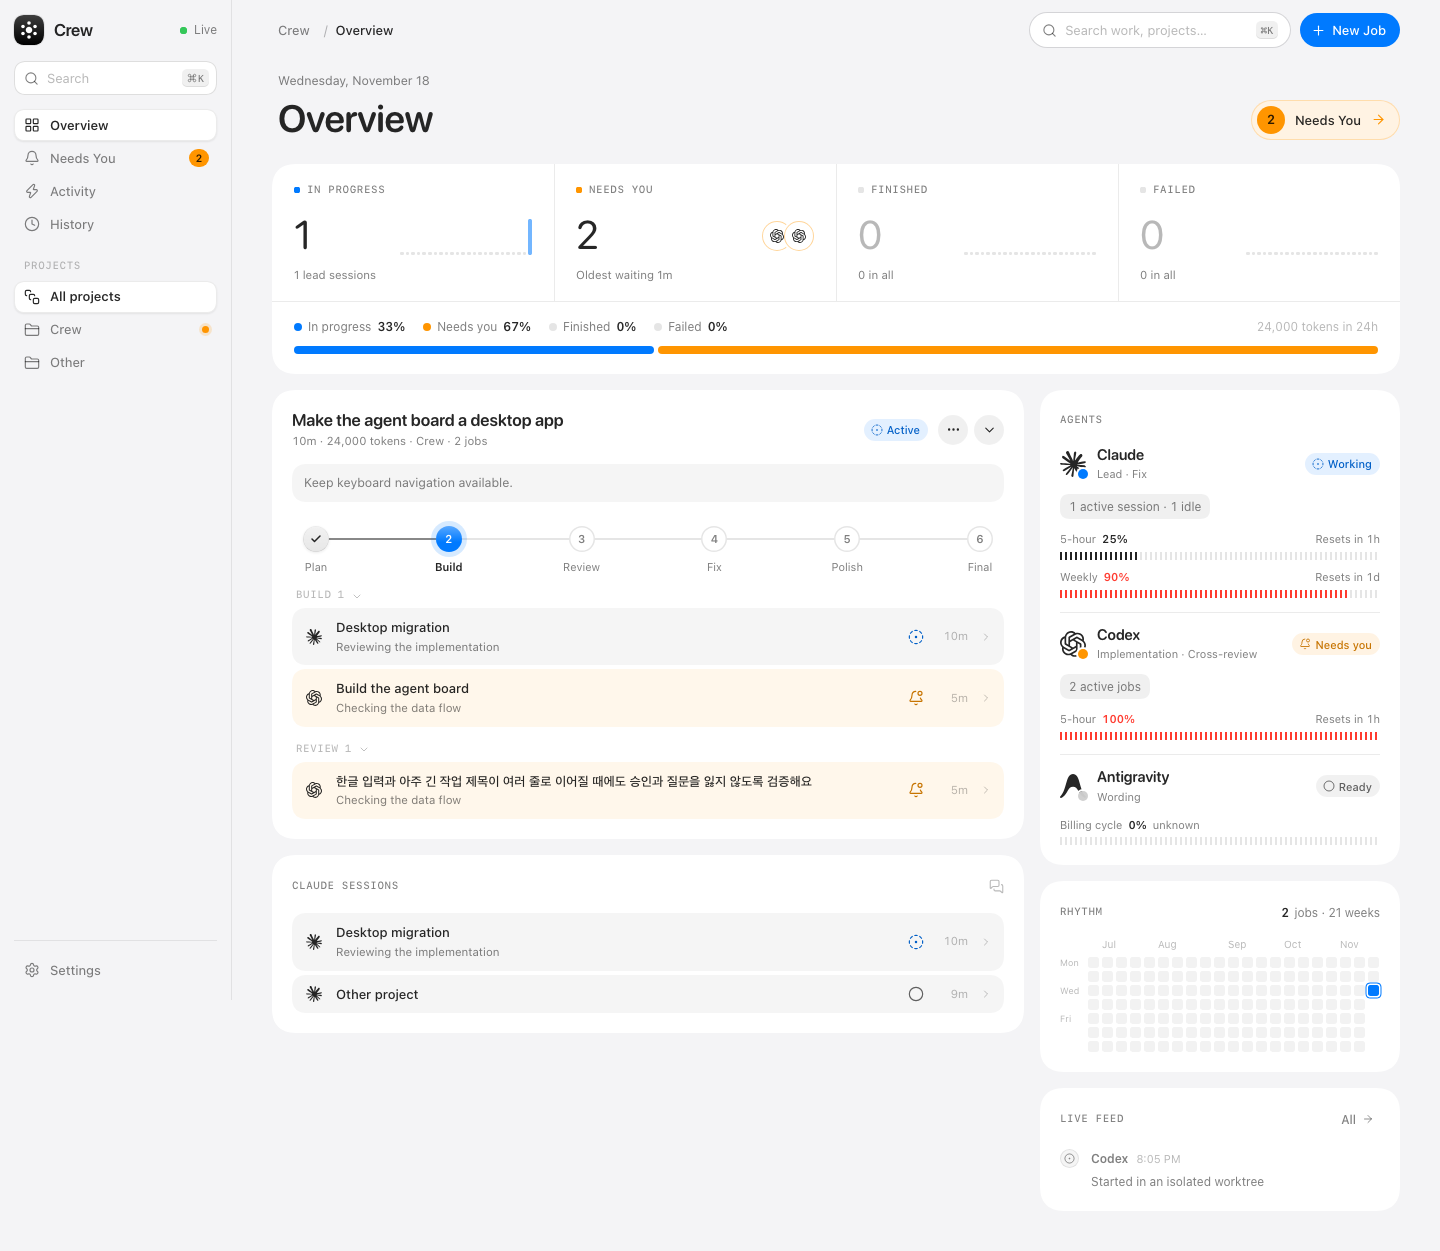 Crew
Live
Search
⌘K
Overview
Needs You
2
Activity
History
PROJECTS
All projects
Crew
Other
Settings
Crew / Overview
Search work, projects...
⌘K
New Job
Wednesday, November 18
Overview
2 Needs You
IN PROGRESS
1
1 lead sessions
NEEDS YOU
2
Oldest waiting 1m
FINISHED
0
0 in all
FAILED
0
0 in all
In progress 33% Needs you 67% Finished 0% Failed 0%
24,000 tokens in 24h
Make the agent board a desktop app
10m · 24,000 tokens · Crew · 2 jobs
Active
Keep keyboard navigation available.
2 3 4 5 6
Plan Build Review Fix Polish Final
BUILD 1
Desktop migration
Reviewing the implementation
10m
Build the agent board
Checking the data flow
5m
REVIEW 1
한글 입력과 아주 긴 작업 제목이 여러 줄로 이어질 때에도 승인과 질문을 잃지 않도록 검증해요
Checking the data flow
5m
CLAUDE SESSIONS
Desktop migration
Reviewing the implementation
10m
Other project
9m
AGENTS
Claude
Lead · Fix
Working
1 active session · 1 idle
5-hour 25% Resets in 1h
Weekly 90% Resets in 1d
Codex
Implementation · Cross-review
Needs you
2 active jobs
5-hour 100% Resets in 1h
Antigravity
Wording
Ready
Billing cycle 0% unknown
RHYTHM
2 jobs · 21 weeks
Jul Aug Sep Oct Nov
Mon
Wed
Fri
LIVE FEED
All
Codex 8:05 PM
Started in an isolated worktree